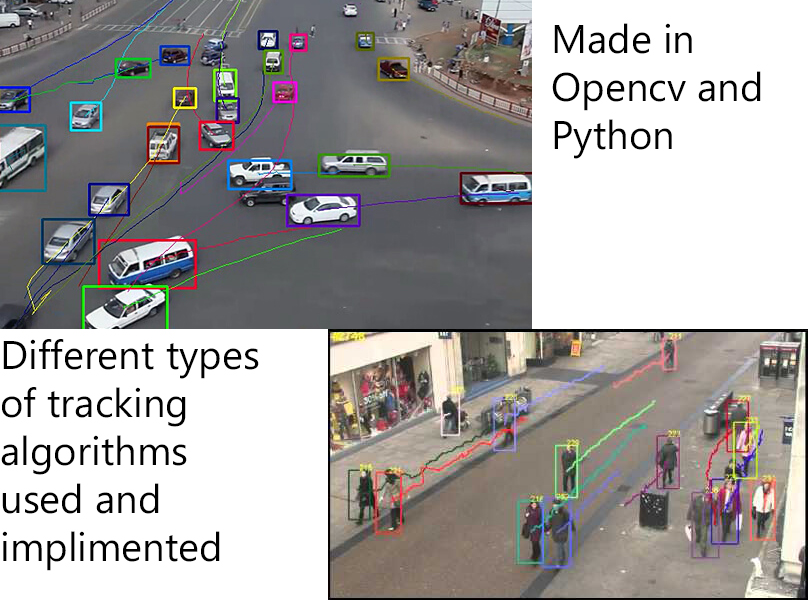 Made in
Opencv and
Python
Different types
of tracking
algorithms
used and
implimented